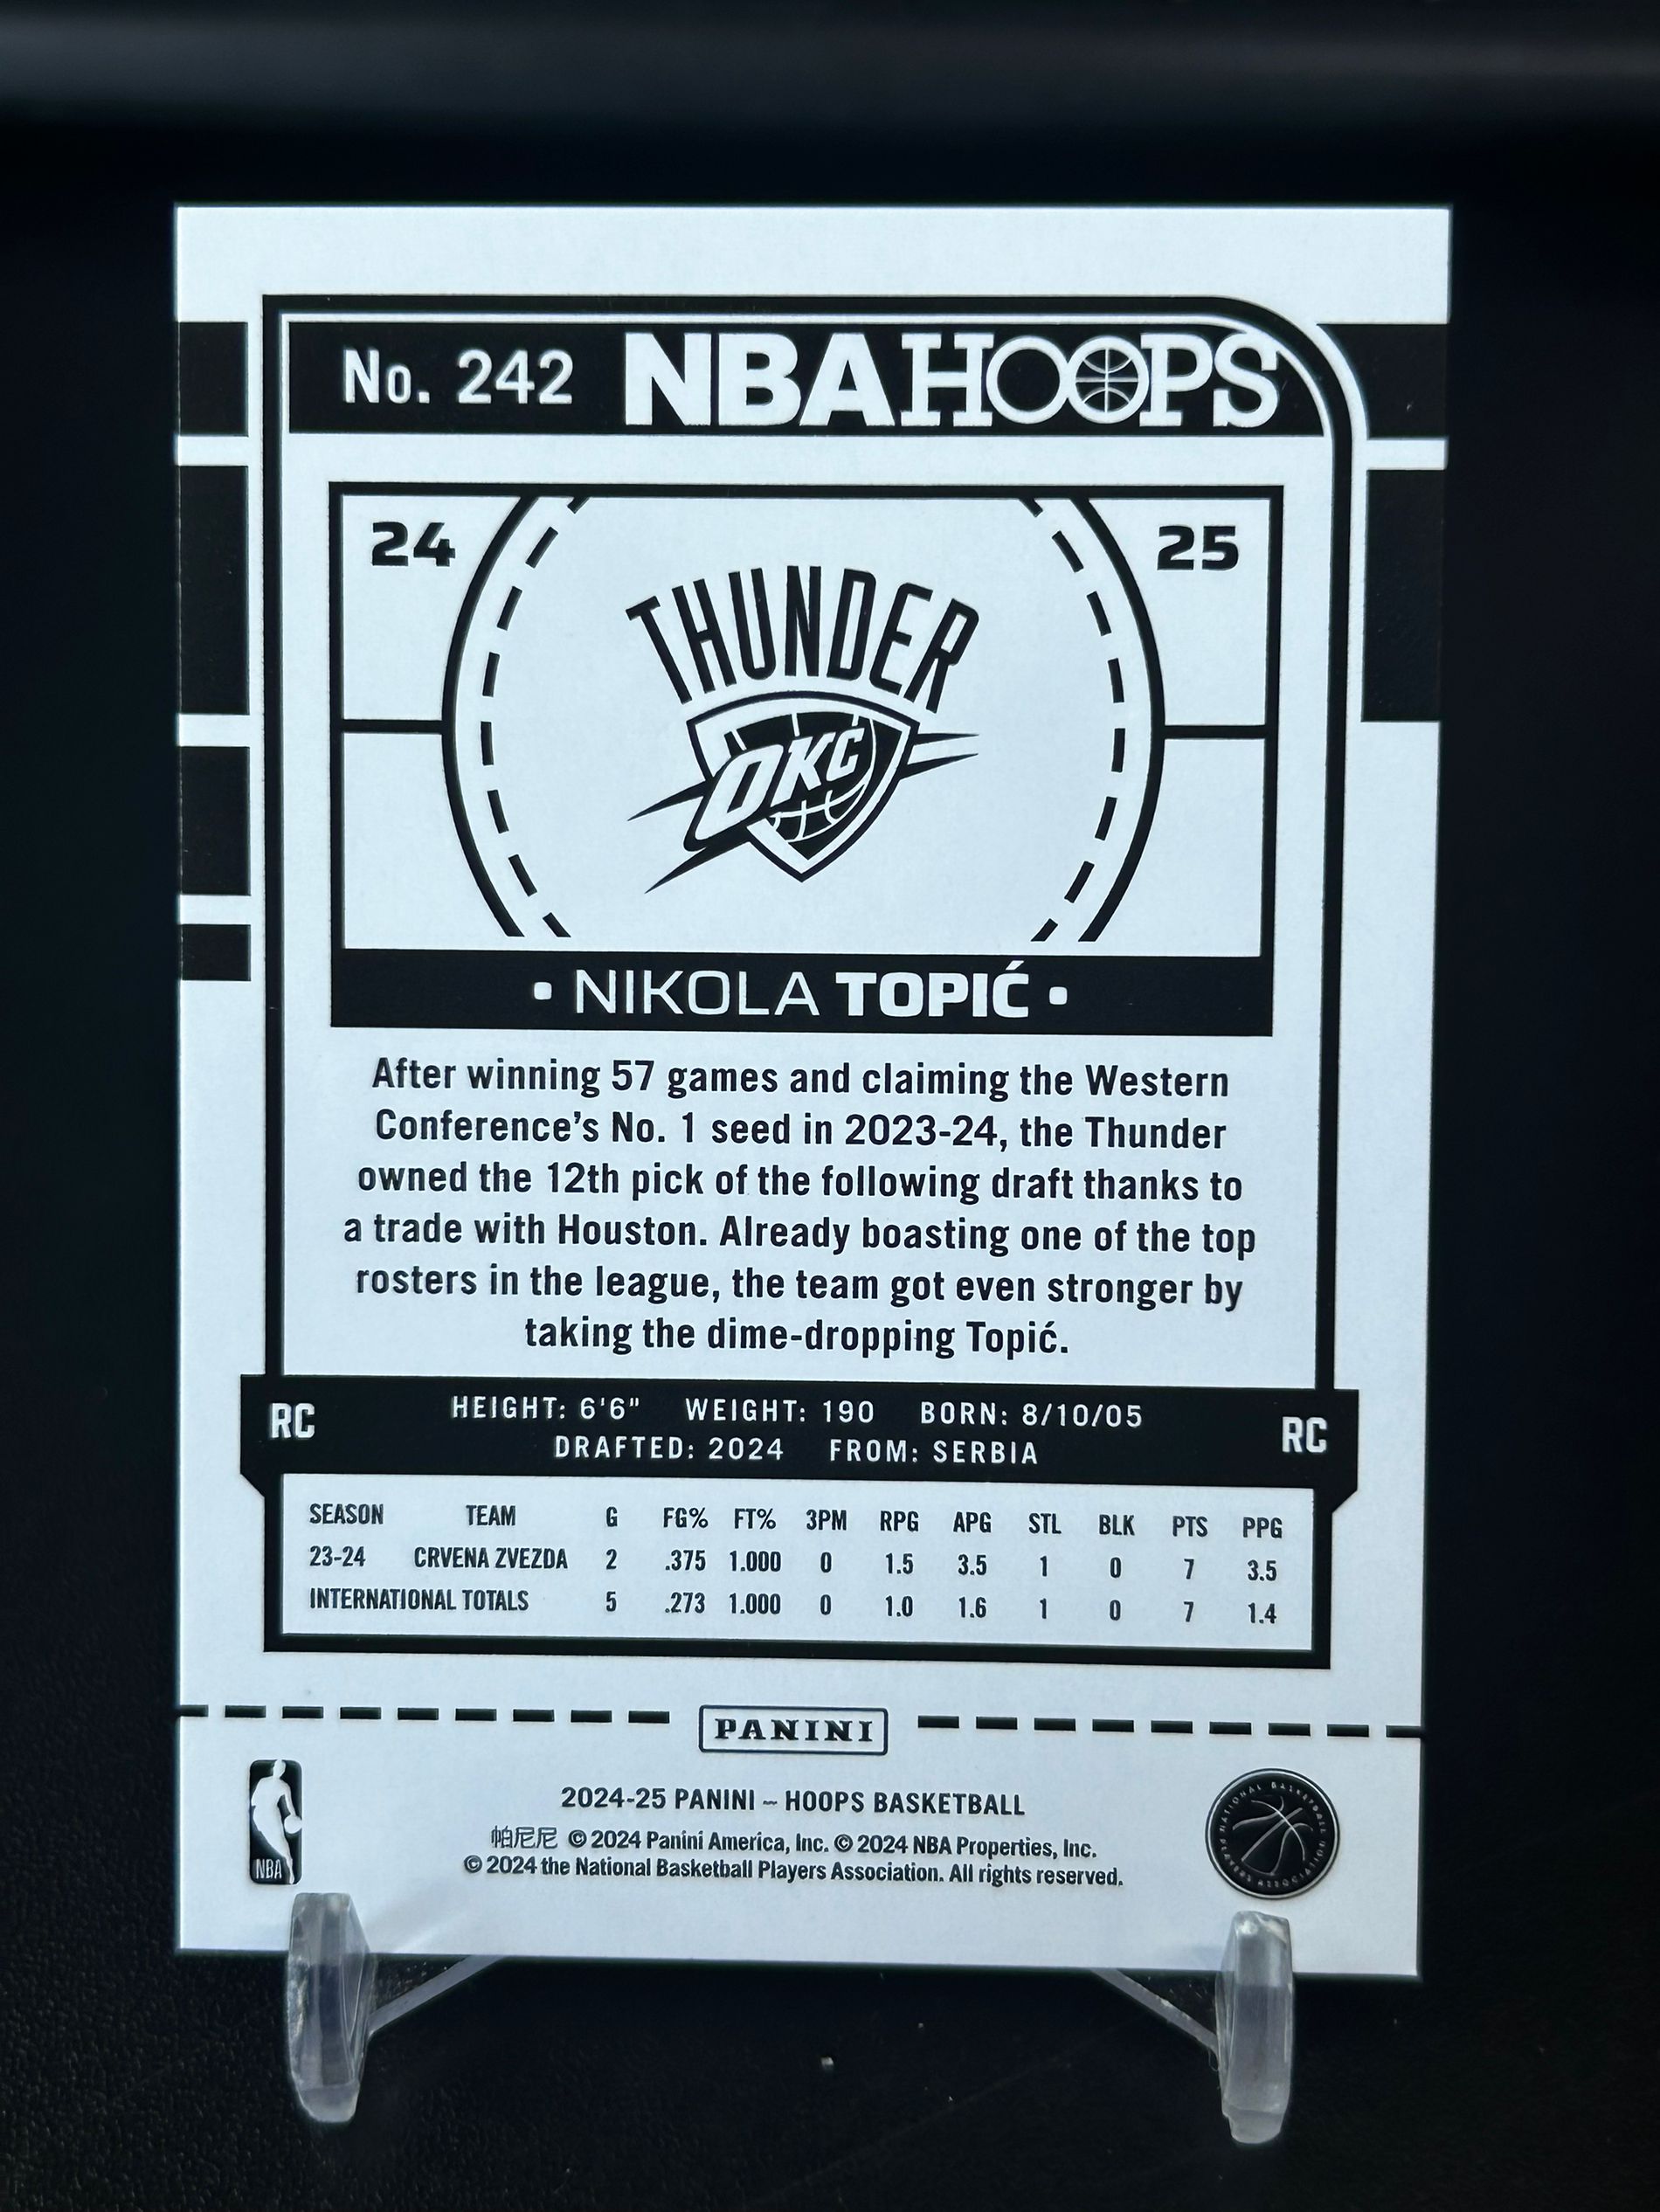 No. 242 NBA HOOPS
24 25
THUNDER
OKC
· NIKOLA TOPIĆ ·
After winning 57 games and claiming the Western
Conference’s No. 1 seed in 2023-24, the Thunder
owned the 12th pick of the following draft thanks to
a trade with Houston. Already boasting one of the top
rosters in the league, the team got even stronger by
taking the dime-dropping Topić.
RC HEIGHT: 6'6" WEIGHT: 190 BORN: 8/10/05 RC
DRAFTED: 2024 FROM: SERBIA
SEASON TEAM G FG% FT% 3PM RPG APG STL BLK PTS PPG
23-24 CRVENA ZVEZDA 2 .375 1.000 0 1.5 3.5 1 0 7 3.5
INTERNATIONAL TOTALS 5 .273 1.000 0 1.0 1.6 1 0 7 1.4
PANINI
2024-25 PANINI – HOOPS BASKETBALL
帕尼尼 © 2024 Panini America, Inc. © 2024 NBA Properties, Inc.
© 2024 the National Basketball Players Association. All rights reserved.
NBA
NATIONAL BASKETBALL PLAYERS ASSOCIATION